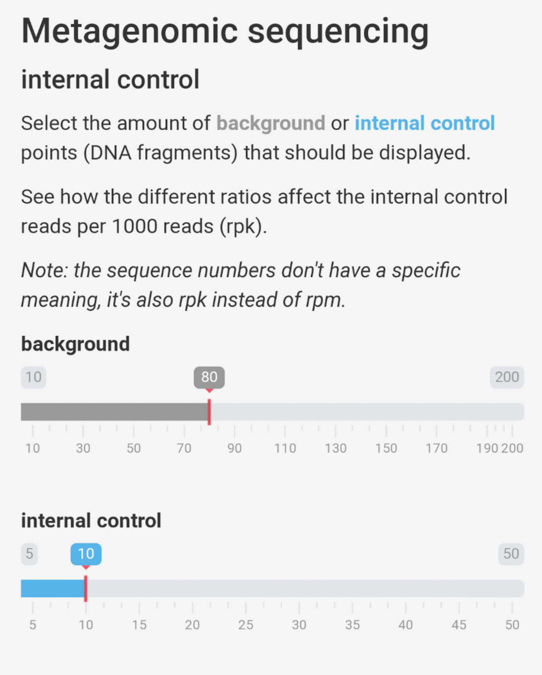 Metagenomic sequencing
internal control
Select the amount of background or internal control
points (DNA fragments) that should be displayed.
See how the different ratios affect the internal control
reads per 1000 reads (rpk).
Note: the sequence numbers don't have a specific
meaning, it's also rpk instead of rpm.
background
10 80 200
10 30 50 70 90 110 130 150 170 190 200
internal control
5 10 50
5 10 15 20 25 30 35 40 45 50